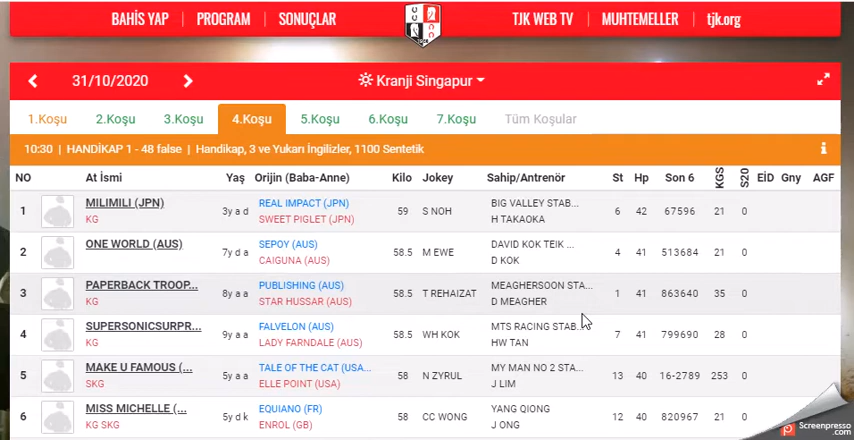 BAHİS YAP | PROGRAM | SONUÇLAR TJK WEB TV | MUHTEMELLER | tjk.org
31/10/2020 Kranji Singapur
1.Koşu 2.Koşu 3.Koşu 4.Koşu 5.Koşu 6.Koşu 7.Koşu Tüm Koşular
10:30 | HANDİKAP 1 - 48 false | Handikap, 3 ve Yukarı İngilizler, 1100 Sentetik
NO At İsmi Yaş Orijin (Baba-Anne) Kilo Jokey Sahip/Antrenör St Hp Son 6 KGS S20 EİD Gny AGF
1 MILIMILI (JPN) KG 3y a d REAL IMPACT (JPN) SWEET PIGLET (JPN) 59 S NOH BIG VALLEY STAB... H TAKAOKA 6 42 67596 21 0
2 ONE WORLD (AUS) 7y d a SEPOY (AUS) CAIGUNA (AUS) 58.5 M EWE DAVID KOK TEIK ... D KOK 4 41 513684 21 0
3 PAPERBACK TROOP... KG 8y a a PUBLISHING (AUS) STAR HUSSAR (AUS) 58.5 T REHAIZAT MEAGHERSOON STA... D MEAGHER 1 41 863640 35 0
4 SUPERSONICSURPR... KG 9y a a FALVELON (AUS) LADY FARNDALE (AUS) 58.5 WH KOK MTS RACING STAB... HW TAN 7 41 799690 28 0
5 MAKE U FAMOUS (... SKG 5y a a TALE OF THE CAT (USA... ELLE POINT (USA) 58 N ZYRUL MY MAN NO 2 STA... J LIM 13 40 16-2789 253 0
6 MISS MICHELLE (... KG SKG 5y d k EQUIANO (FR) ENROL (GB) 58 CC WONG YANG QIONG J ONG 12 40 820967 21 0
Screenpresso
.com